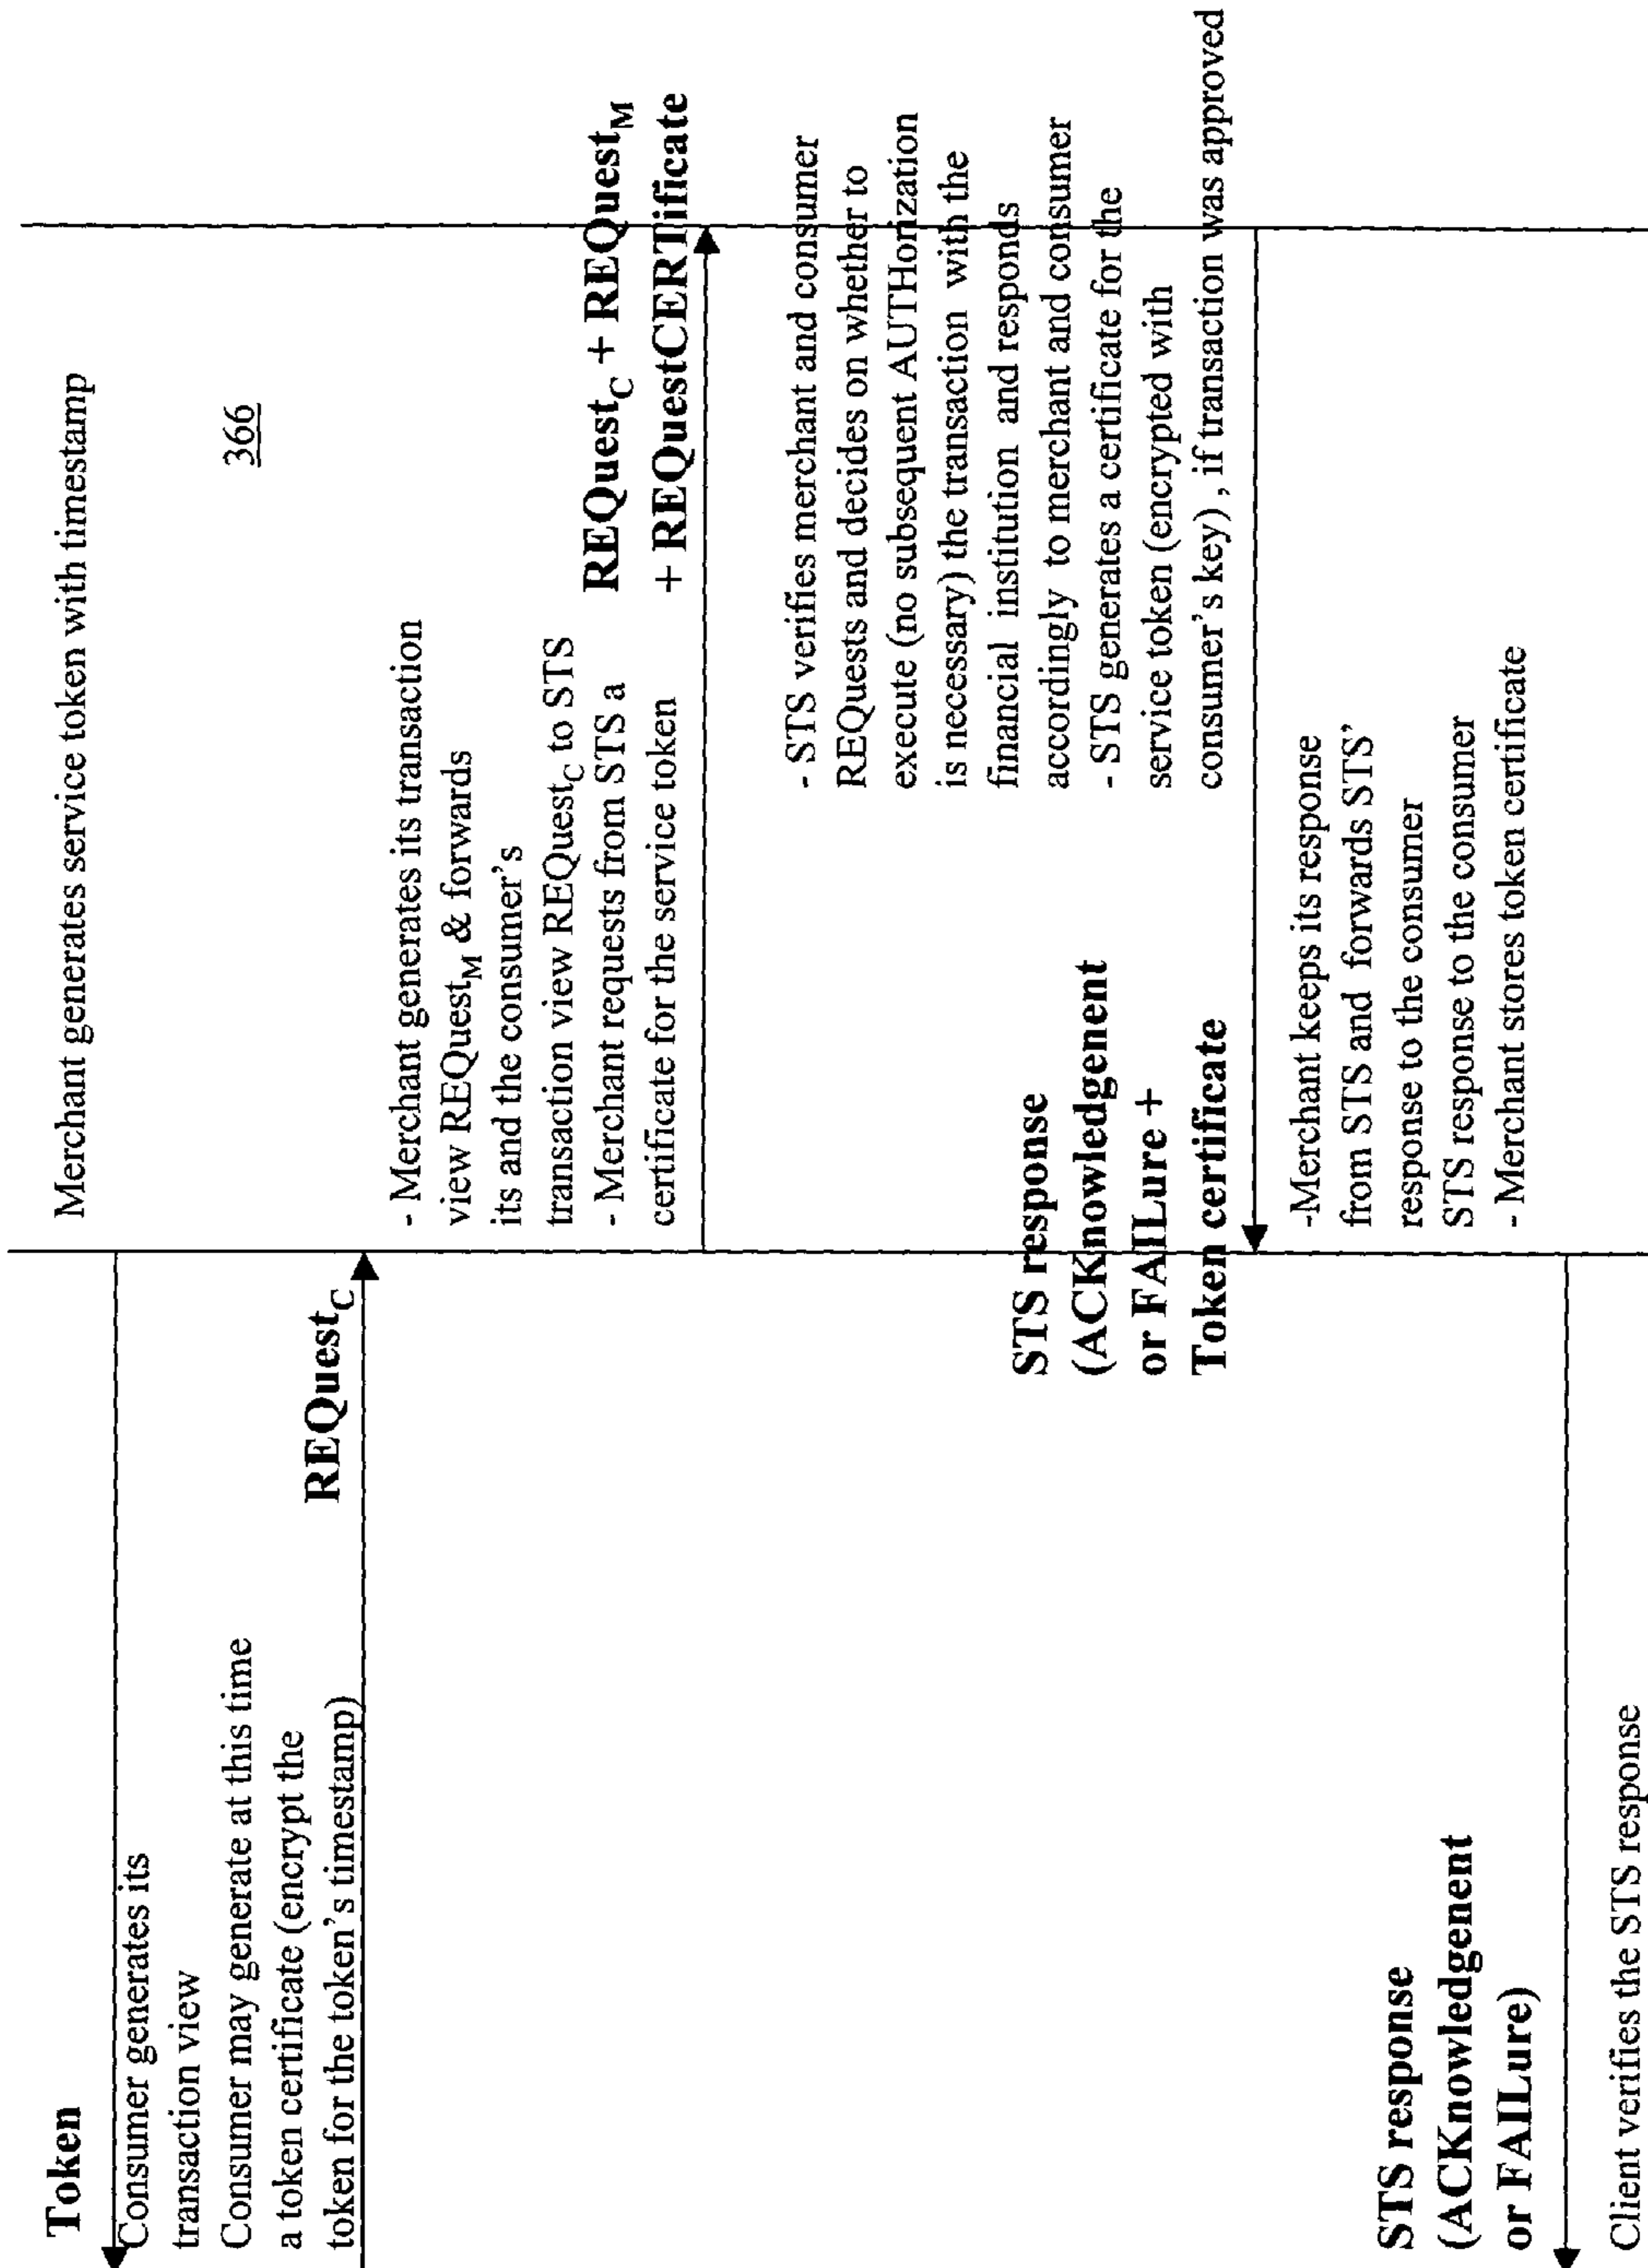 Merchant generates service token with timestamp
Token
366
Consumer generates its
transaction view
Consumer may generate at this time
a token certificate (encrypt the
token for the token's timestamp)
REQuest_C
- Merchant generates its transaction
view REQuest_M & forwards
its and the consumer's
transaction view REQuest_C to STS
- Merchant requests from STS a
certificate for the service token
REQuest_C + REQuest_M
+ REQuestCERTificate
- STS verifies merchant and consumer
REQuests and decides on whether to
execute (no subsequent AUTHorization
is necessary) the transaction with the
financial institution and responds
accordingly to merchant and consumer
- STS generates a certificate for the
service token (encrypted with
consumer's key), if transaction was approved
STS response
(ACKnowledgenent
or FAILure +
Token certificate
-Merchant keeps its response
from STS and forwards STS'
response to the consumer
STS response to the consumer
- Merchant stores token certificate
STS response
(ACKnowledgenent
or FAILure)
Client verifies the STS response